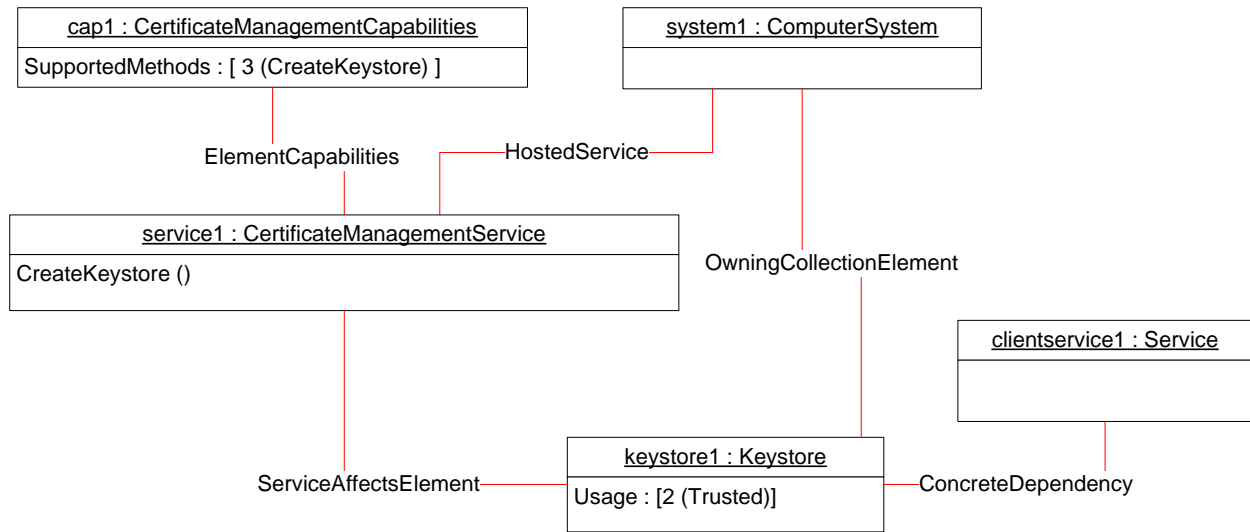 cap1 : CertificateManagementCapabilities
SupportedMethods : [ 3 (CreateKeystore) ]
system1 : ComputerSystem
ElementCapabilities
HostedService
service1 : CertificateManagementService
CreateKeystore ()
OwningCollectionElement
clientservice1 : Service
keystore1 : Keystore
Usage : [2 (Trusted)]
ServiceAffectsElement
ConcreteDependency